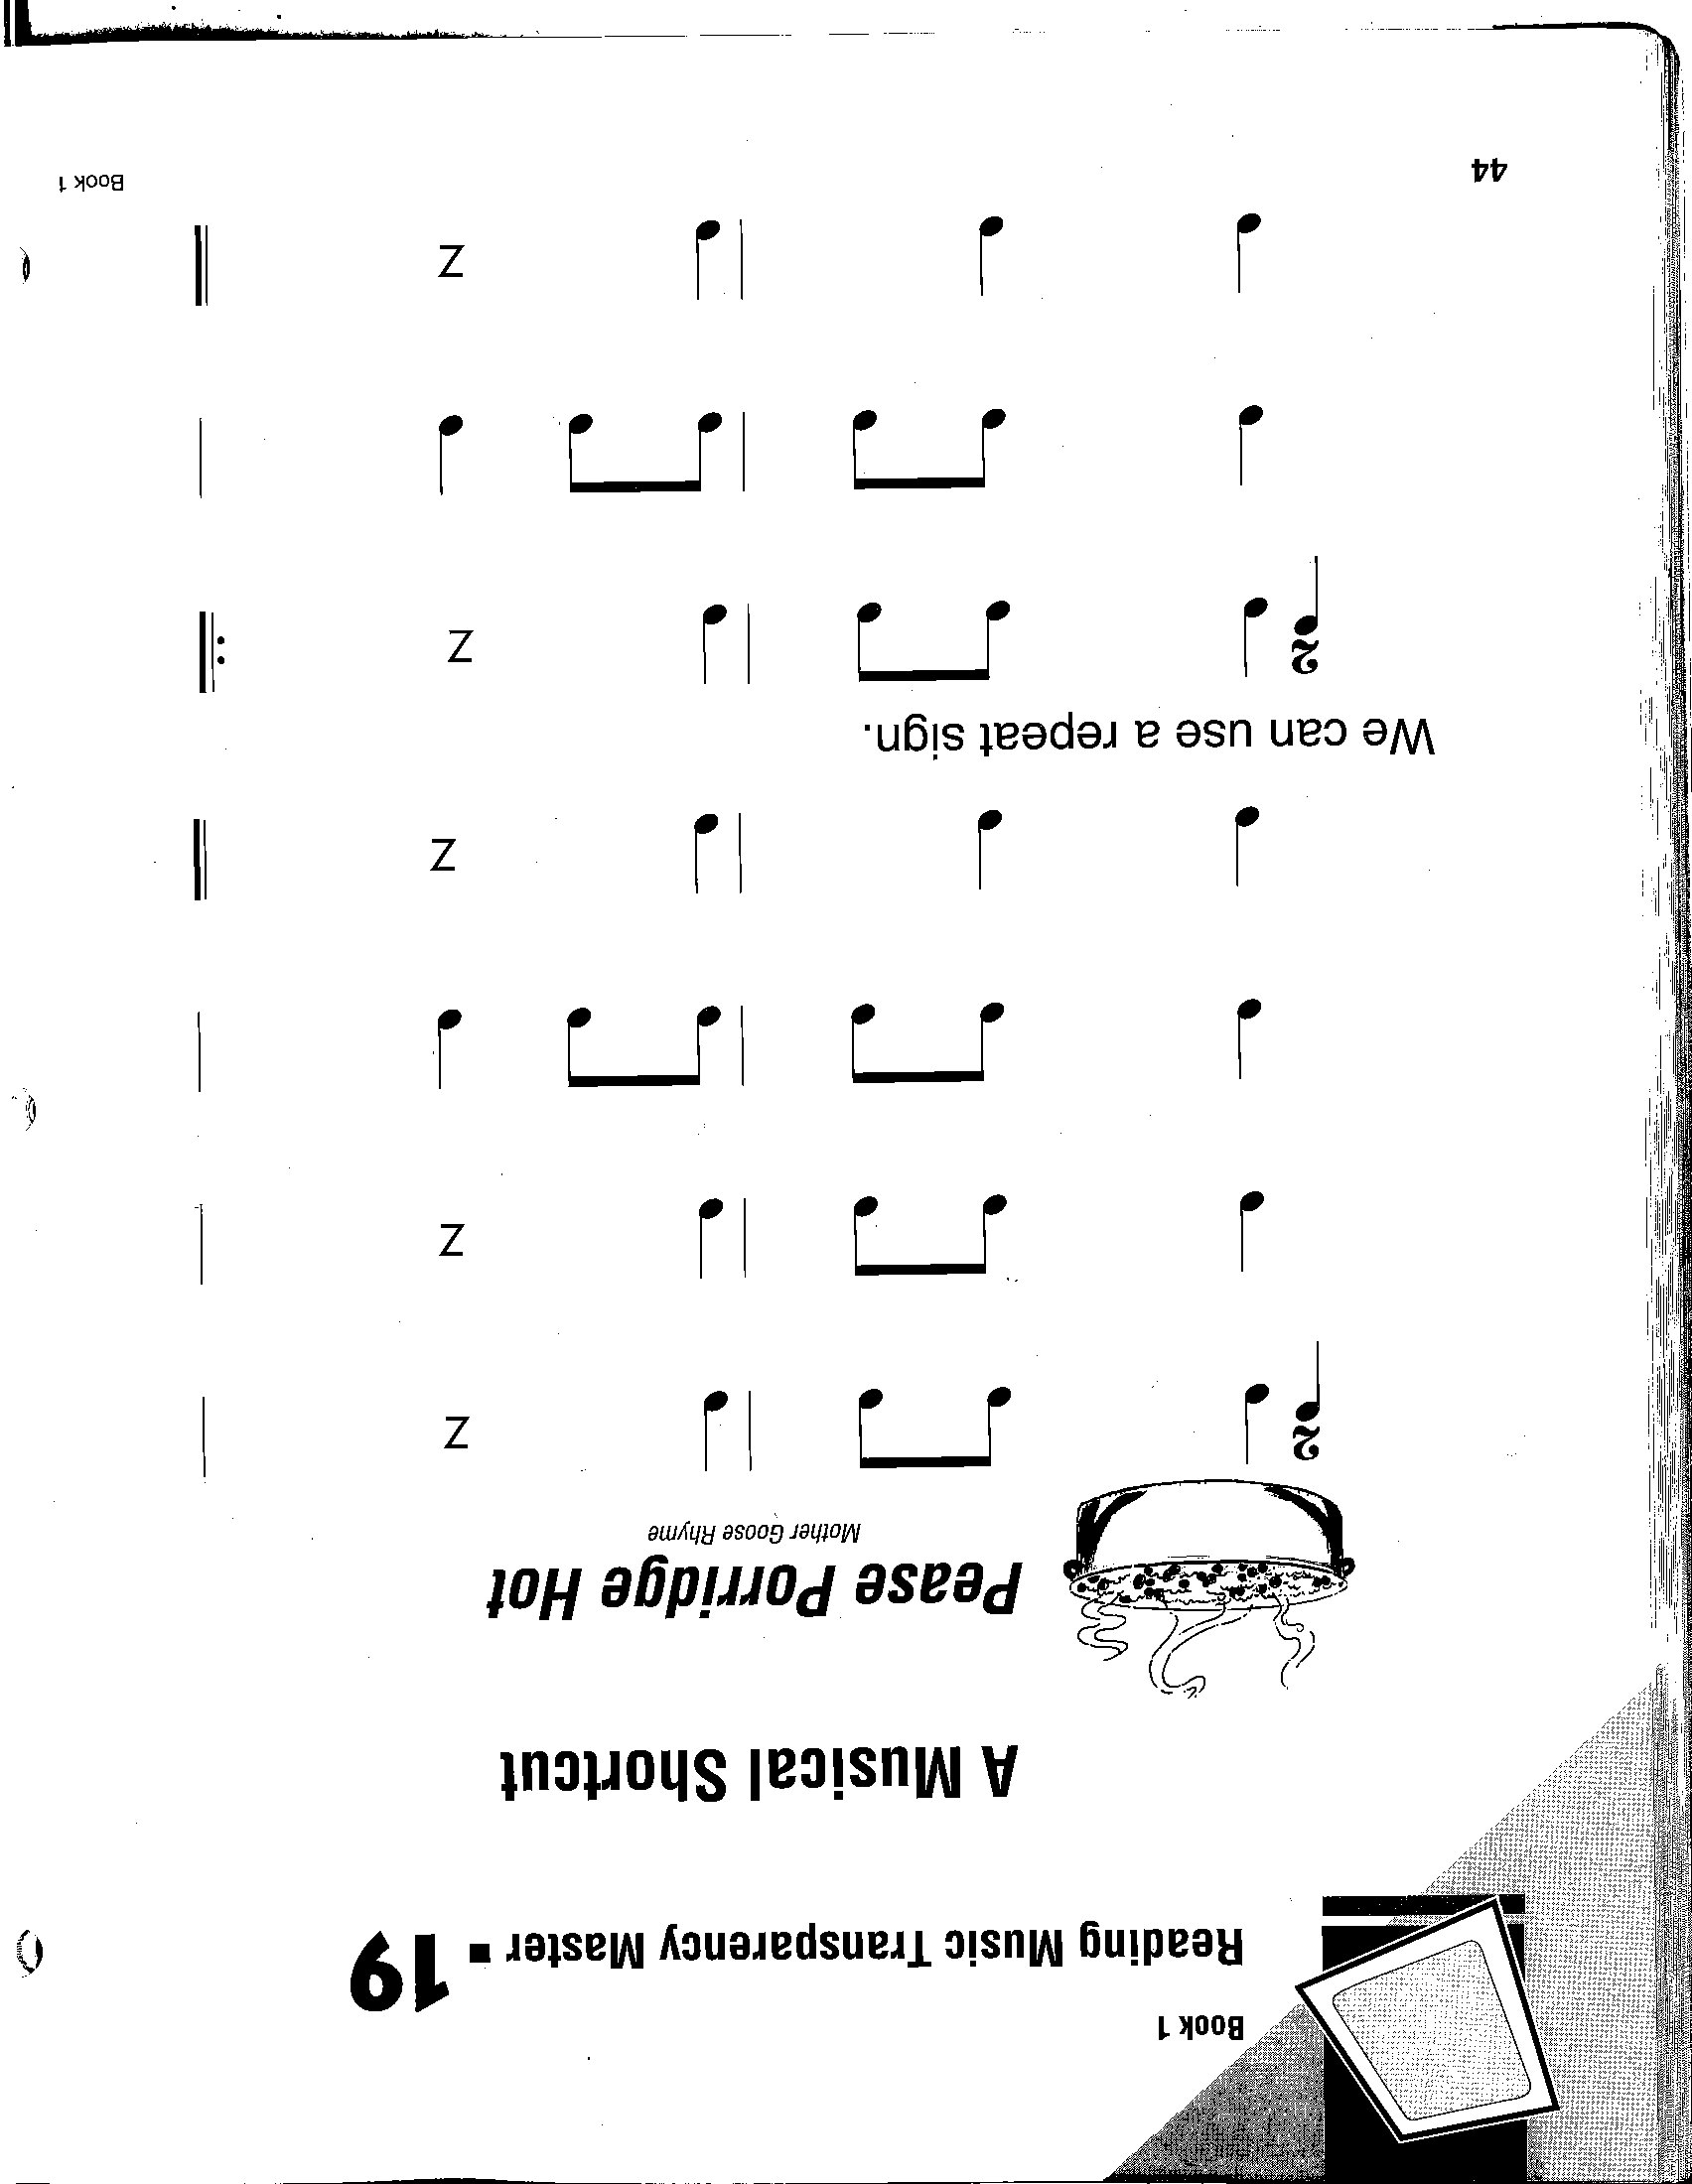 Book 1
Reading Music Transparency Master ▪ 19
A Musical Shortcut
Pease Porridge Hot
Mother Goose Rhyme
2
Z
Z
Z
We can use a repeat sign.
2
Z
Z
44
Book 1